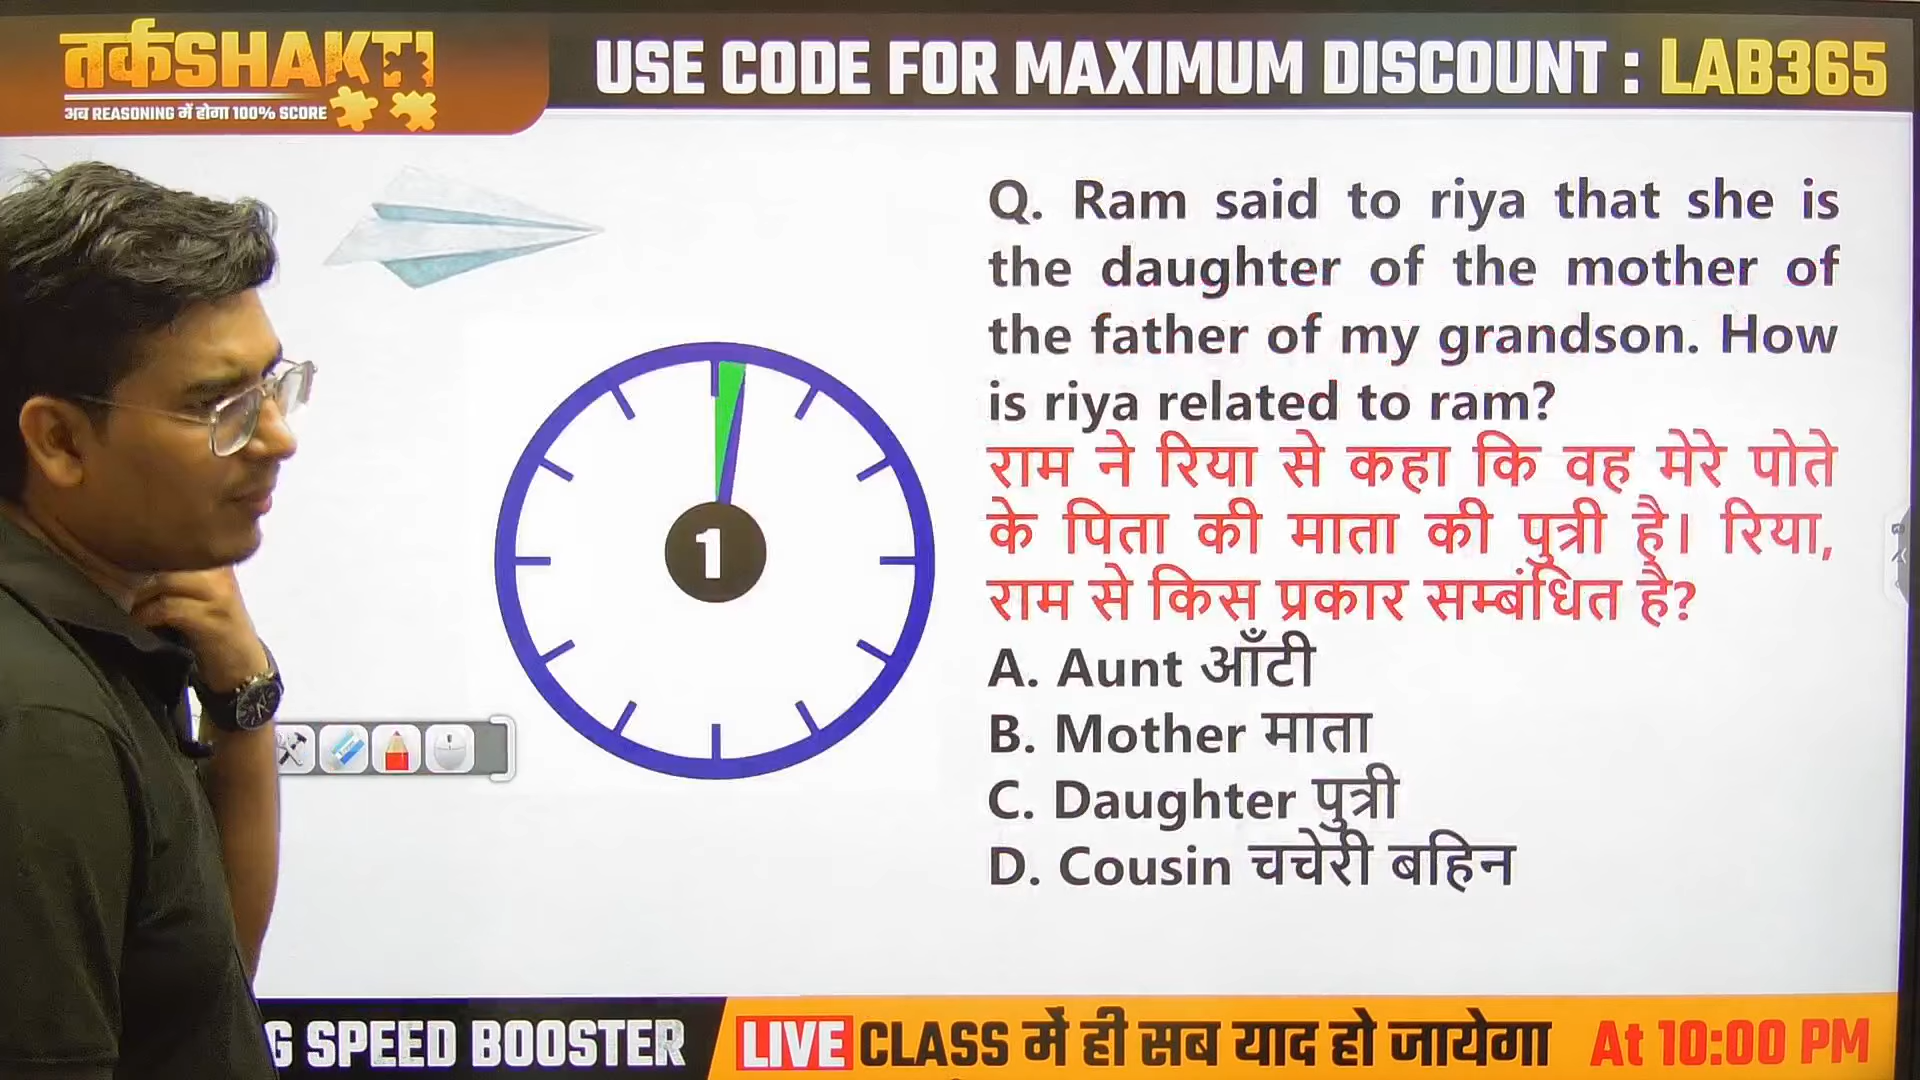 तर्कSHAKTI
अब REASONING में होगा 100% SCORE
USE CODE FOR MAXIMUM DISCOUNT : LAB365
Q. Ram said to riya that she is
the daughter of the mother of
the father of my grandson. How
is riya related to ram?
राम ने रिया से कहा कि वह मेरे पोते
के पिता की माता की पुत्री है। रिया,
राम से किस प्रकार सम्बंधित है?
A. Aunt आँटी
B. Mother माता
C. Daughter पुत्री
D. Cousin चचेरी बहिन
1
G SPEED BOOSTER
LIVE CLASS में ही सब याद हो जायेगा At 10:00 PM